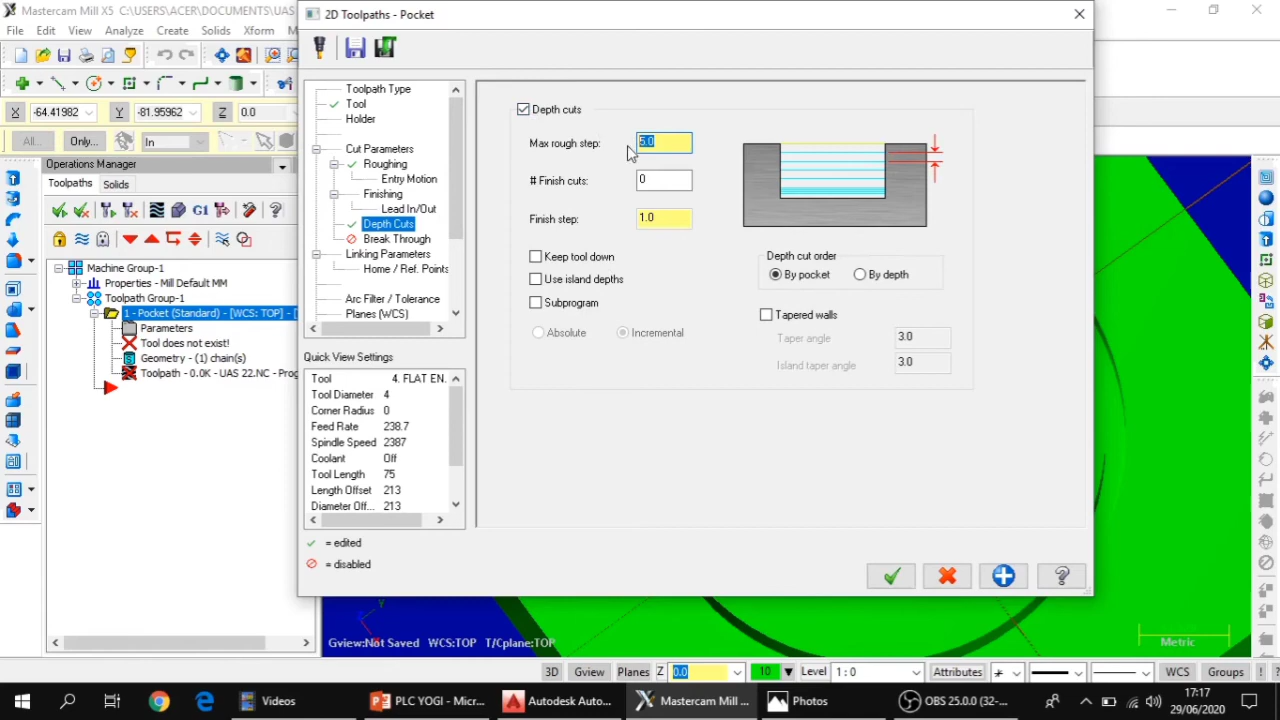 Mastercam Mill X5 - C:\USERS\ACER\DOCUMENTS\UAS
2D Toolpaths - Pocket
File Edit View Analyze Create Solids Xform
X -64.41982 Y -81.95962 Z 0.0
All... Only... In
Operations Manager
Toolpaths Solids
G1
Machine Group-1
Properties - Mill Default MM
Toolpath Group-1
1 - Pocket (Standard) - [WCS: TOP] - [
Parameters
Tool does not exist!
Geometry - (1) chain(s)
Toolpath - 0.0K - UAS 22.NC - Prog
Toolpath Type
Tool
Holder
Cut Parameters
Roughing
Entry Motion
Finishing
Lead In/Out
Depth Cuts
Break Through
Linking Parameters
Home / Ref. Points
Arc Filter / Tolerance
Planes (WCS)
Quick View Settings
Tool 4. FLAT EN.
Tool Diameter 4
Corner Radius 0
Feed Rate 238.7
Spindle Speed 2387
Coolant Off
Tool Length 75
Length Offset 213
Diameter Off... 213
= edited
= disabled
Depth cuts
Max rough step: 5.0
# Finish cuts: 0
Finish step: 1.0
Keep tool down
Use island depths
Subprogram
Absolute Incremental
Depth cut order
By pocket By depth
Tapered walls
Taper angle 3.0
Island taper angle 3.0
Gview:Not Saved WCS:TOP T/Cplane:TOP
Metric
3D Gview Planes Z 0.0 10 Level 1 : 0 Attributes WCS Groups ! ?
Videos PLC YOGI - Micr... Autodesk Auto... Mastercam Mill ... Photos OBS 25.0.0 (32-...
17:17
29/06/2020